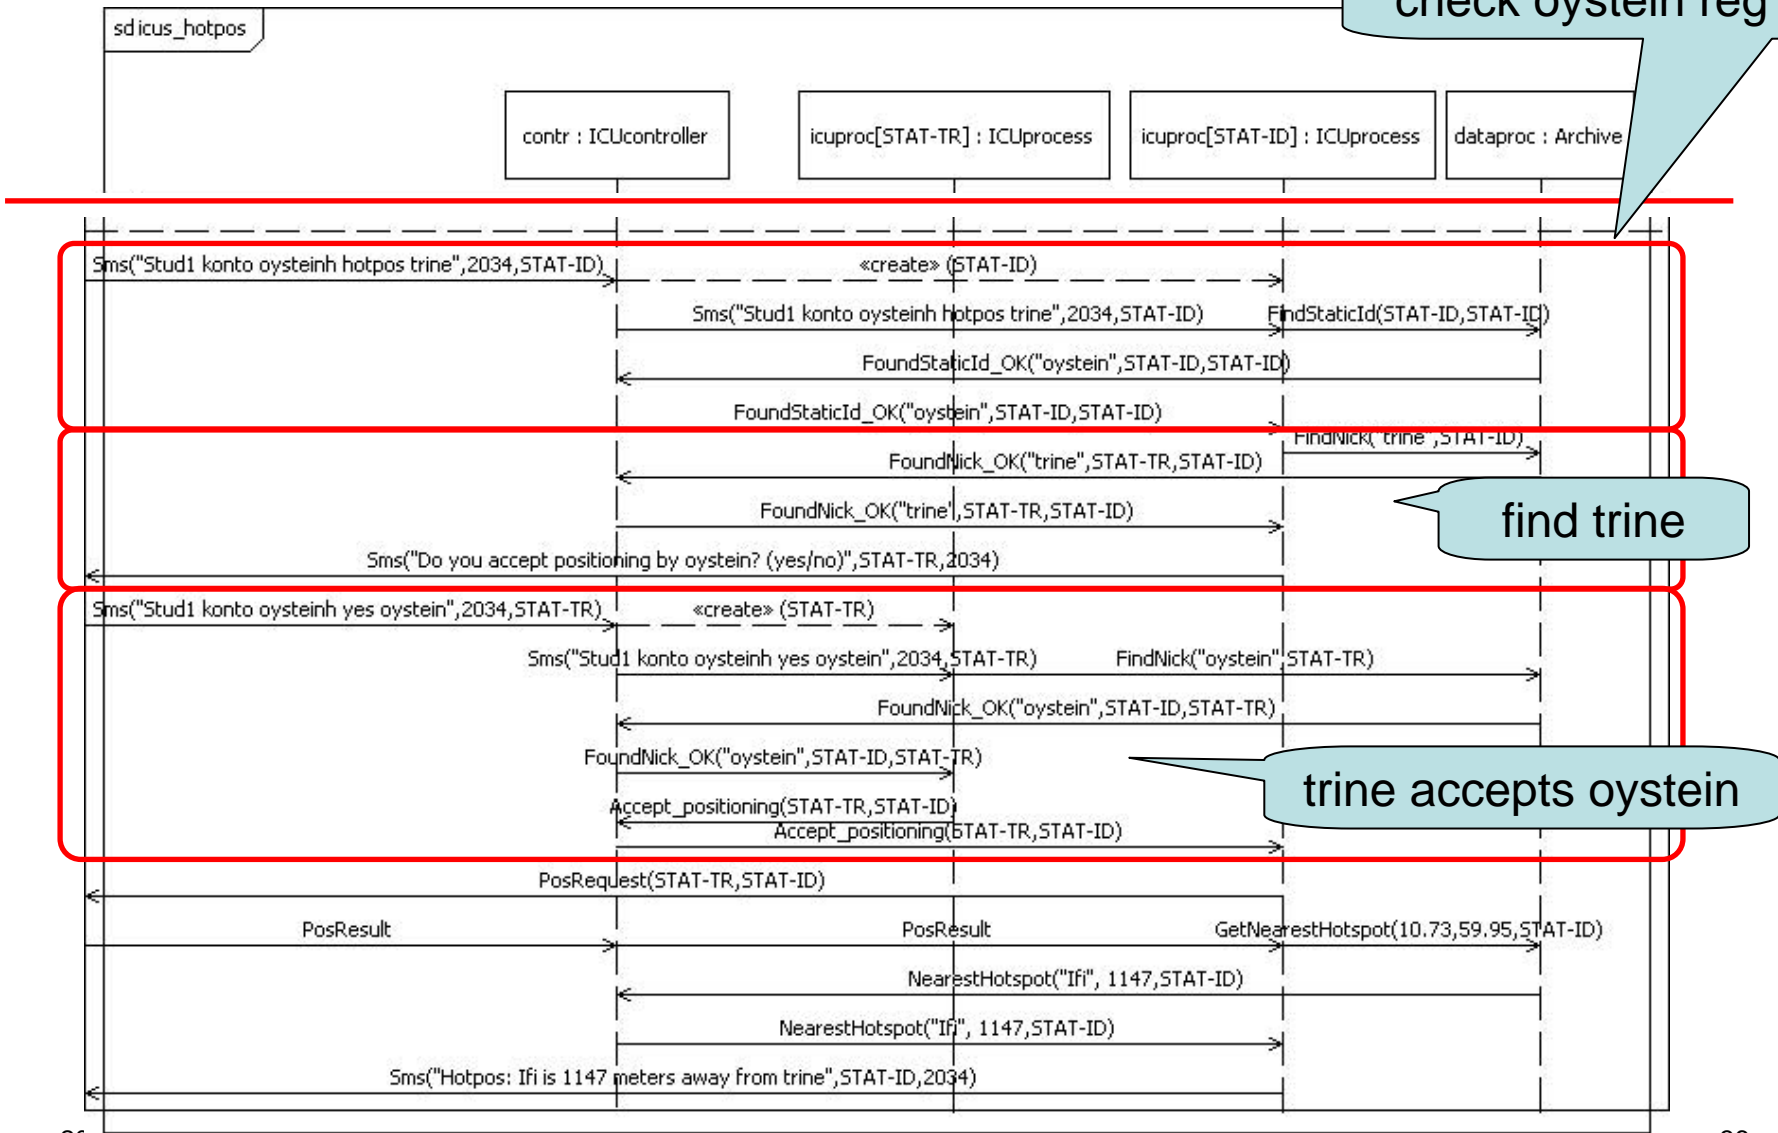 check oystein reg
sd icus_hotpos
contr : ICUcontroller
icuproc[STAT-TR] : ICUprocess
icuproc[STAT-ID] : ICUprocess
dataproc : Archive
Sms("Stud1 konto oysteinh hotpos trine",2034,STAT-ID)
«create» (STAT-ID)
Sms("Stud1 konto oysteinh hotpos trine",2034,STAT-ID)
FindStaticId(STAT-ID,STAT-ID)
FoundStaticId_OK("oystein",STAT-ID,STAT-ID)
FoundStaticId_OK("oystein",STAT-ID,STAT-ID)
FindNick("trine",STAT-ID)
FoundNick_OK("trine",STAT-TR,STAT-ID)
find trine
FoundNick_OK("trine",STAT-TR,STAT-ID)
Sms("Do you accept positioning by oystein? (yes/no)",STAT-TR,2034)
Sms("Stud1 konto oysteinh yes oystein",2034,STAT-TR)
«create» (STAT-TR)
Sms("Stud1 konto oysteinh yes oystein",2034,STAT-TR)
FindNick("oystein",STAT-TR)
FoundNick_OK("oystein",STAT-ID,STAT-TR)
FoundNick_OK("oystein",STAT-ID,STAT-TR)
trine accepts oystein
Accept_positioning(STAT-TR,STAT-ID)
Accept_positioning(STAT-TR,STAT-ID)
PosRequest(STAT-TR,STAT-ID)
PosResult
PosResult
GetNearestHotspot(10.73,59.95,STAT-ID)
NearestHotspot("Ifi", 1147,STAT-ID)
NearestHotspot("Ifi", 1147,STAT-ID)
Sms("Hotpos: Ifi is 1147 meters away from trine",STAT-ID,2034)